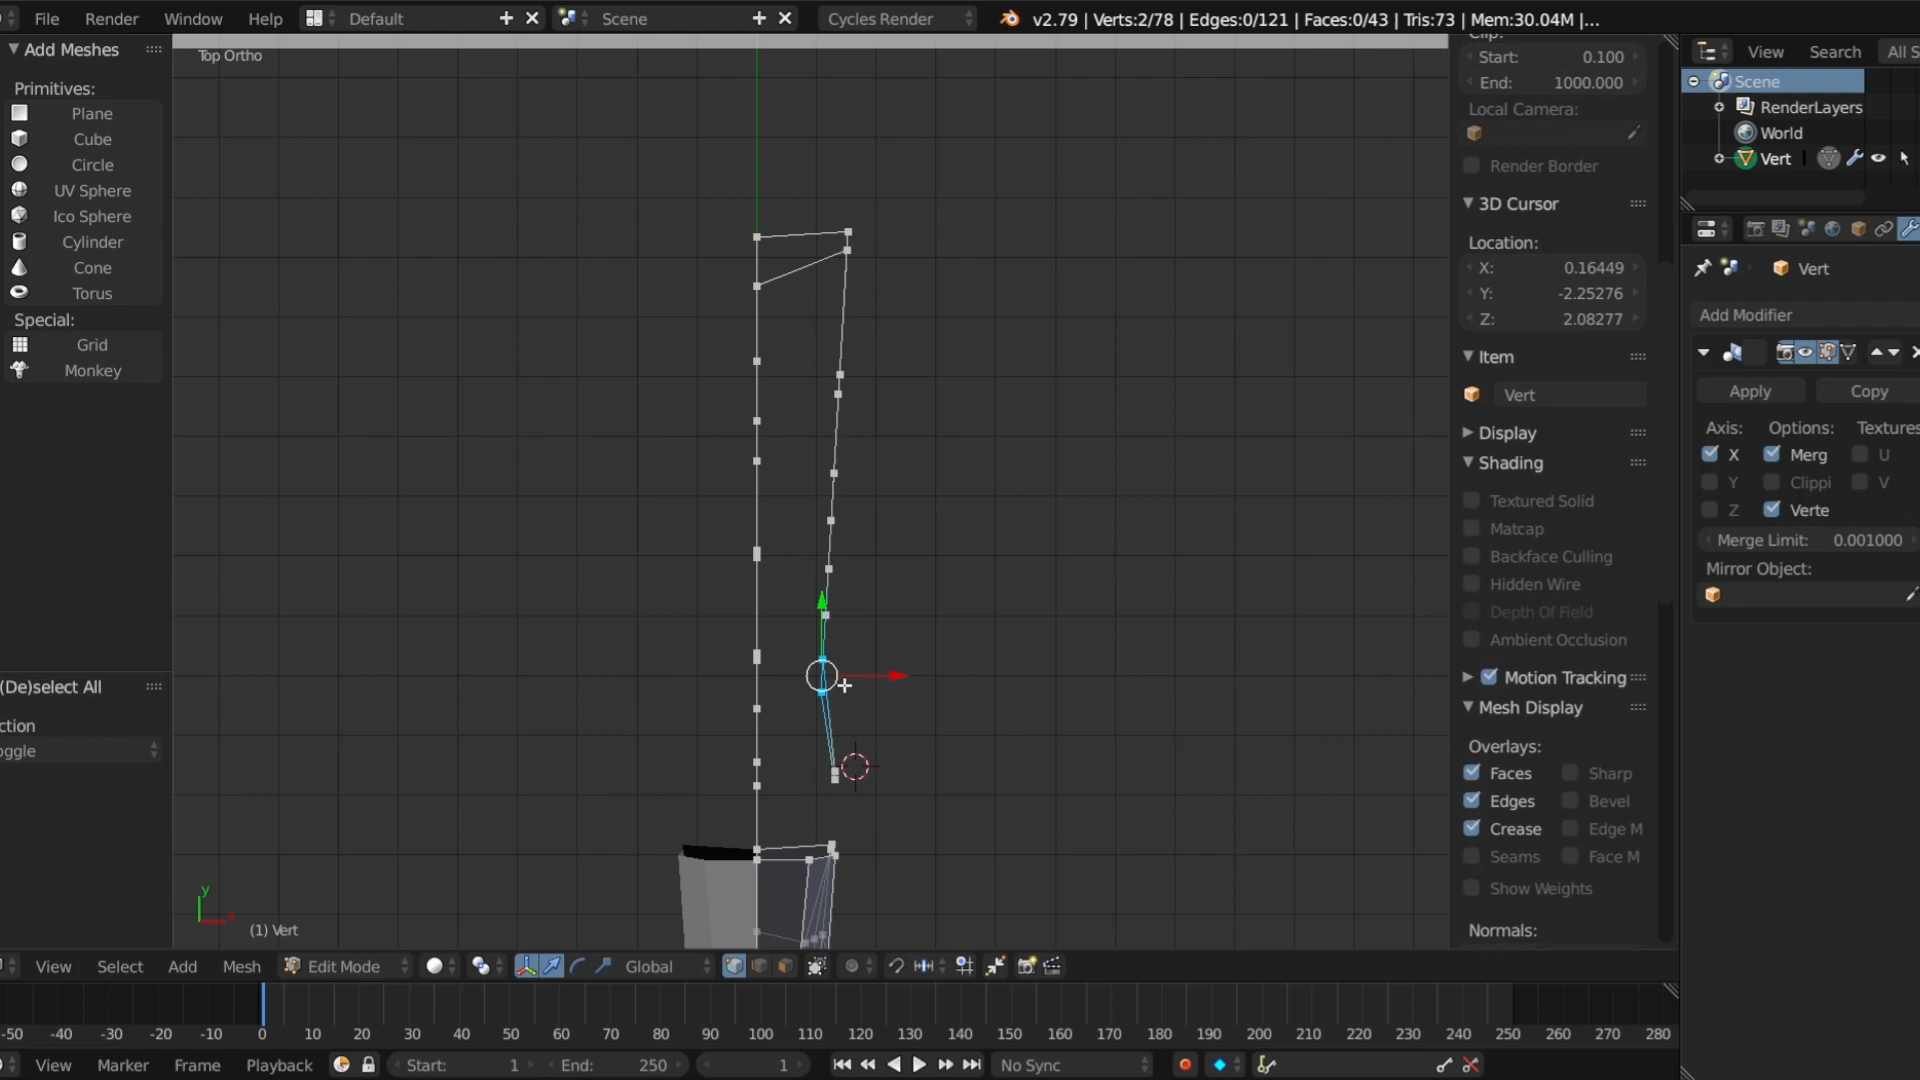 File Render Window Help Default Scene Cycles Render v2.79 | Verts:2/78 | Edges:0/121 | Faces:0/43 | Tris:73 | Mem:30.04M |...
Add Meshes
Primitives:
Plane
Cube
Circle
UV Sphere
Ico Sphere
Cylinder
Cone
Torus
Special:
Grid
Monkey
(De)select All
ction
oggle
Top Ortho
y
x
(1) Vert
Clip:
Start: 0.100
End: 1000.000
Local Camera:
Render Border
3D Cursor
Location:
X: 0.16449
Y: -2.25276
Z: 2.08277
Item
Vert
Display
Shading
Textured Solid
Matcap
Backface Culling
Hidden Wire
Depth Of Field
Ambient Occlusion
Motion Tracking
Mesh Display
Overlays:
Faces Sharp
Edges Bevel
Crease Edge M
Seams Face M
Show Weights
Normals:
View Search All S
Scene
RenderLayers
World
Vert
Vert
Add Modifier
Apply Copy
Axis: Options: Textures
X Merg U
Y Clippi V
Z Verte
Merge Limit: 0.001000
Mirror Object:
View Select Add Mesh Edit Mode Global
-50 -40 -30 -20 -10 0 10 20 30 40 50 60 70 80 90 100 110 120 130 140 150 160 170 180 190 200 210 220 230 240 250 260 270 280
View Marker Frame Playback Start: 1 End: 250 1 No Sync